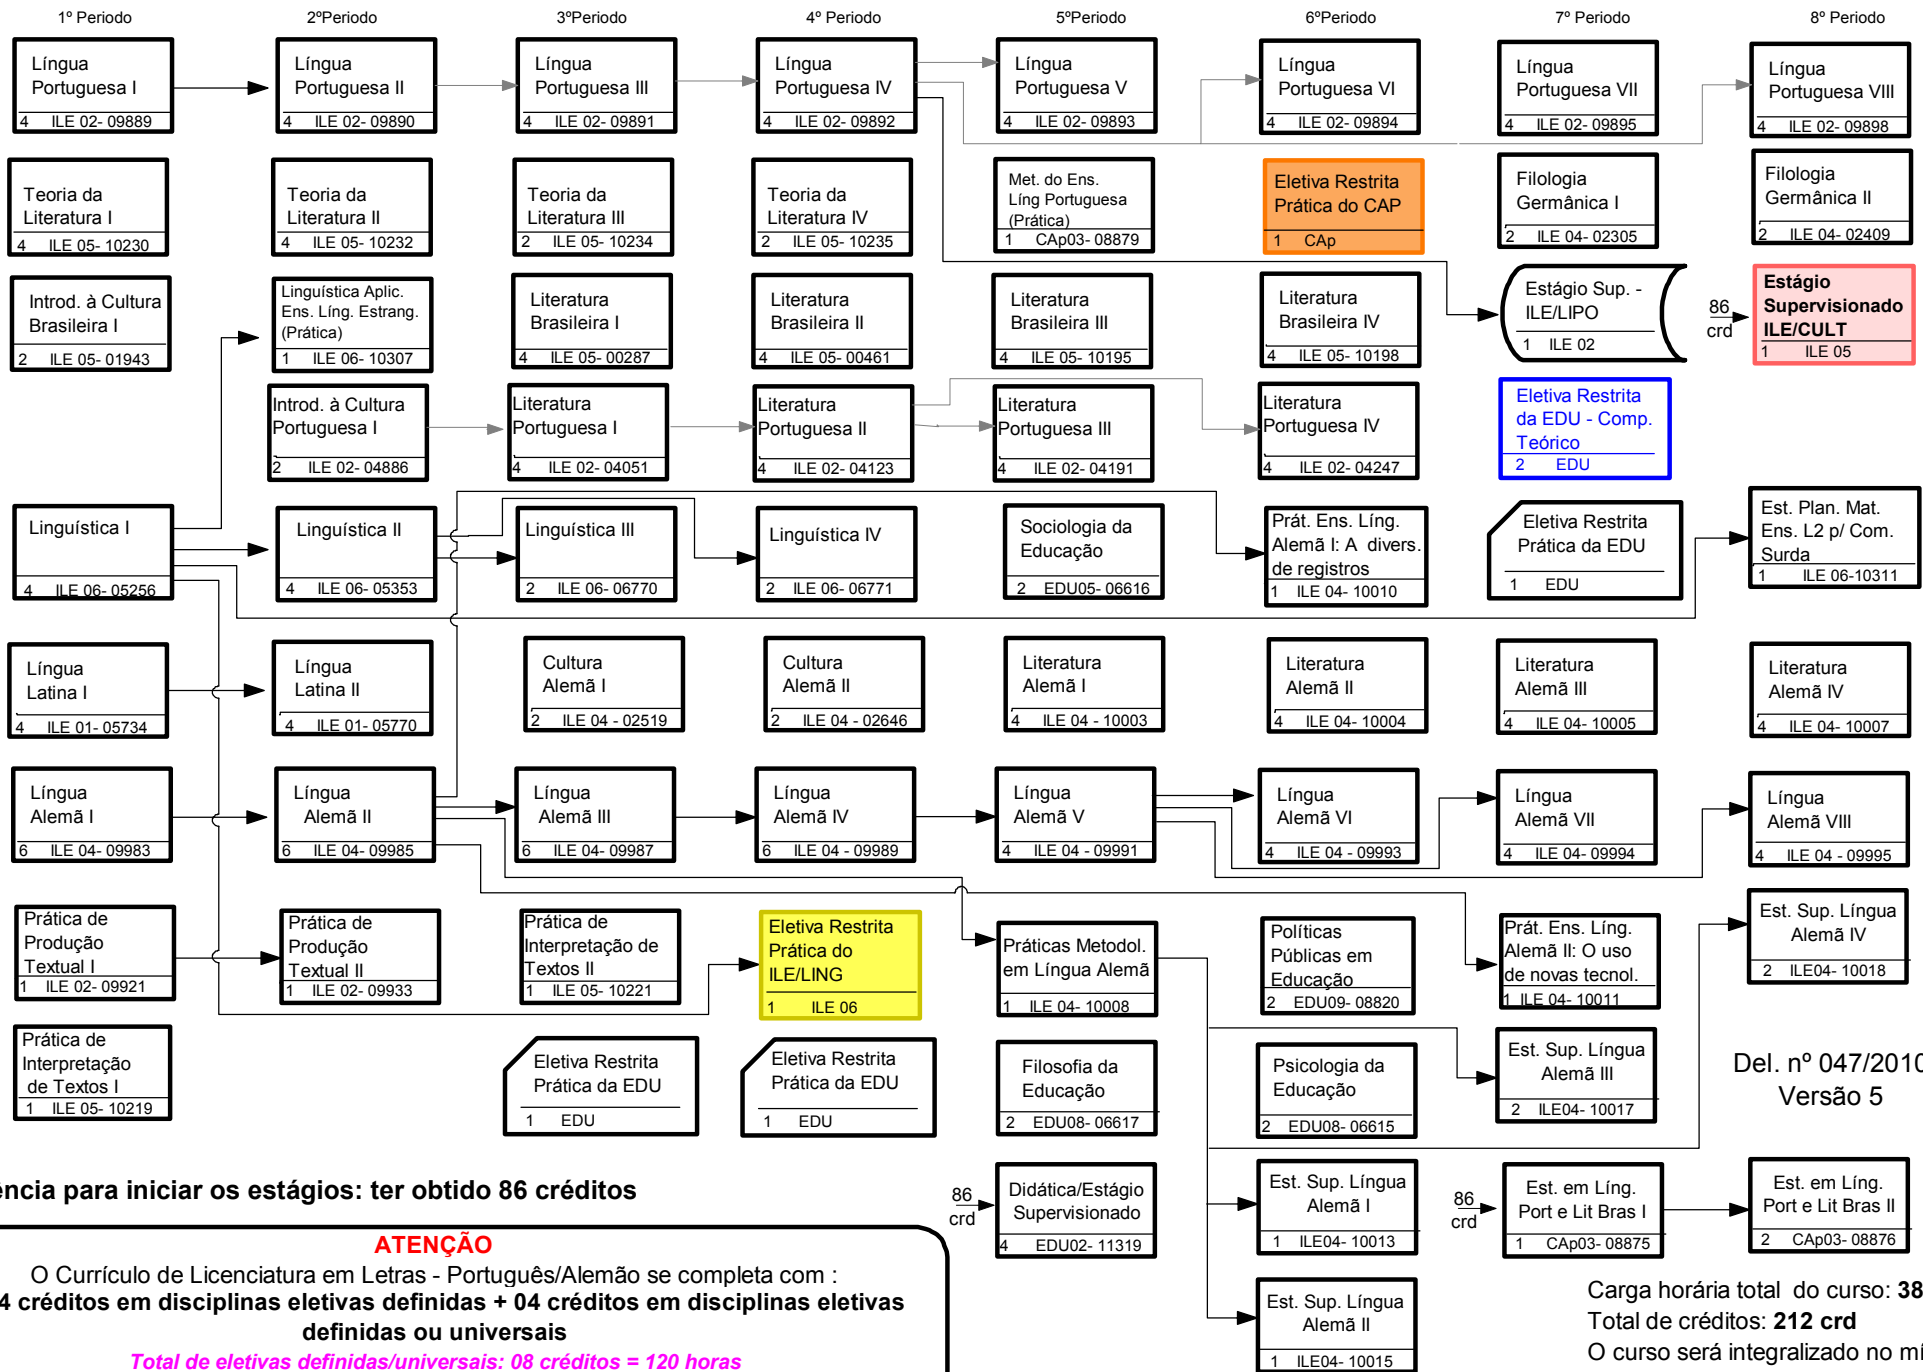 1º Periodo
2ºPeriodo
3ºPeriodo
4º Periodo
5ºPeriodo
6ºPeriodo
7º Periodo
8º Periodo
Língua
Portuguesa I
4 ILE 02- 09889
Língua
Portuguesa II
4 ILE 02- 09890
Língua
Portuguesa III
4 ILE 02- 09891
Língua
Portuguesa IV
4 ILE 02- 09892
Língua
Portuguesa V
4 ILE 02- 09893
Língua
Portuguesa VI
4 ILE 02- 09894
Língua
Portuguesa VII
4 ILE 02- 09895
Língua
Portuguesa VIII
4 ILE 02- 09898
Teoria da
Literatura I
4 ILE 05- 10230
Teoria da
Literatura II
4 ILE 05- 10232
Teoria da
Literatura III
2 ILE 05- 10234
Teoria da
Literatura IV
2 ILE 05- 10235
Met. do Ens.
Líng Portuguesa
(Prática)
1 CAp03- 08879
Eletiva Restrita
Prática do CAP
1 CAp
Filologia
Germânica I
2 ILE 04- 02305
Filologia
Germânica II
2 ILE 04- 02409
Introd. à Cultura
Brasileira I
2 ILE 05- 01943
Linguística Aplic.
Ens. Líng. Estrang.
(Prática)
1 ILE 06- 10307
Literatura
Brasileira I
4 ILE 05- 00287
Literatura
Brasileira II
4 ILE 05- 00461
Literatura
Brasileira III
4 ILE 05- 10195
Literatura
Brasileira IV
4 ILE 05- 10198
Estágio Sup. -
ILE/LIPO
1 ILE 02
86
crd
Estágio
Supervisionado
ILE/CULT
1 ILE 05
Introd. à Cultura
Portuguesa I
2 ILE 02- 04886
Literatura
Portuguesa I
4 ILE 02- 04051
Literatura
Portuguesa II
4 ILE 02- 04123
Literatura
Portuguesa III
4 ILE 02- 04191
Literatura
Portuguesa IV
4 ILE 02- 04247
Eletiva Restrita
da EDU - Comp.
Teórico
2 EDU
Linguística I
4 ILE 06- 05256
Linguística II
4 ILE 06- 05353
Linguística III
2 ILE 06- 06770
Linguística IV
2 ILE 06- 06771
Sociologia da
Educação
2 EDU05- 06616
Prát. Ens. Líng.
Alemã I: A divers.
de registros
1 ILE 04- 10010
Eletiva Restrita
Prática da EDU
1 EDU
Est. Plan. Mat.
Ens. L2 p/ Com.
Surda
1 ILE 06-10311
Língua
Latina I
4 ILE 01- 05734
Língua
Latina II
4 ILE 01- 05770
Cultura
Alemã I
2 ILE 04 - 02519
Cultura
Alemã II
2 ILE 04 - 02646
Literatura
Alemã I
4 ILE 04 - 10003
Literatura
Alemã II
4 ILE 04- 10004
Literatura
Alemã III
4 ILE 04- 10005
Literatura
Alemã IV
4 ILE 04- 10007
Língua
Alemã I
6 ILE 04- 09983
Língua
Alemã II
6 ILE 04- 09985
Língua
Alemã III
6 ILE 04- 09987
Língua
Alemã IV
6 ILE 04 - 09989
Língua
Alemã V
4 ILE 04 - 09991
Língua
Alemã VI
4 ILE 04 - 09993
Língua
Alemã VII
4 ILE 04- 09994
Língua
Alemã VIII
4 ILE 04 - 09995
Prática de
Produção
Textual I
1 ILE 02- 09921
Prática de
Produção
Textual II
1 ILE 02- 09933
Prática de
Interpretação de
Textos II
1 ILE 05- 10221
Eletiva Restrita
Prática do
ILE/LING
1 ILE 06
Práticas Metodol.
em Língua Alemã
1 ILE 04- 10008
Políticas
Públicas em
Educação
2 EDU09- 08820
Prát. Ens. Líng.
Alemã II: O uso
de novas tecnol.
1 ILE 04- 10011
Est. Sup. Língua
Alemã IV
2 ILE04- 10018
Prática de
Interpretação
de Textos I
1 ILE 05- 10219
Eletiva Restrita
Prática da EDU
1 EDU
Eletiva Restrita
Prática da EDU
1 EDU
Filosofia da
Educação
2 EDU08- 06617
Psicologia da
Educação
2 EDU08- 06615
Est. Sup. Língua
Alemã III
2 ILE04- 10017
Del. nº 047/2010
Versão 5
ência para iniciar os estágios: ter obtido 86 créditos
86
crd
Didática/Estágio
Supervisionado
4 EDU02- 11319
Est. Sup. Língua
Alemã I
1 ILE04- 10013
86
crd
Est. em Líng.
Port e Lit Bras I
1 CAp03- 08875
Est. em Líng.
Port e Lit Bras II
2 CAp03- 08876
ATENÇÃO
O Currículo de Licenciatura em Letras - Português/Alemão se completa com :
4 créditos em disciplinas eletivas definidas + 04 créditos em disciplinas eletivas
definidas ou universais
Total de eletivas definidas/universais: 08 créditos = 120 horas
Est. Sup. Língua
Alemã II
1 ILE04- 10015
Carga horária total do curso: 38
Total de créditos: 212 crd
O curso será integralizado no mí